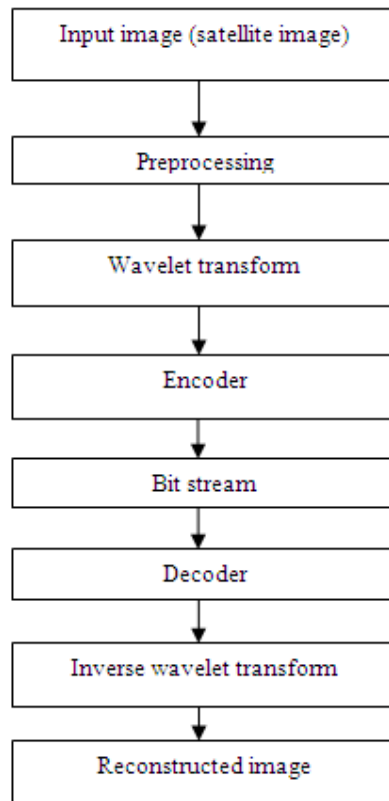 Input image (satellite image)
Preprocessing
Wavelet transform
Encoder
Bit stream
Decoder
Inverse wavelet transform
Reconstructed image